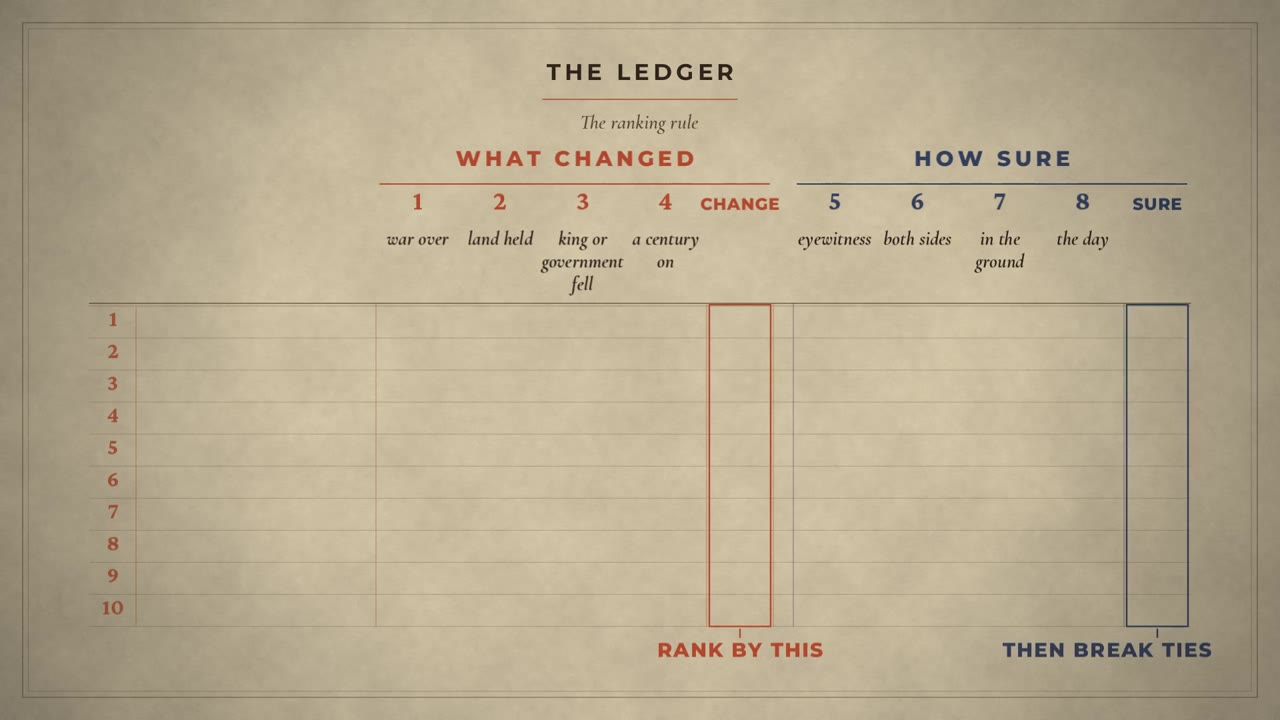 THE LEDGER
The ranking rule
WHAT CHANGED
HOW SURE
1 2 3 4 CHANGE 5 6 7 8 SURE
war over land held king or a century eyewitness both sides in the the day
government on ground
fell
1
2
3
4
5
6
7
8
9
10
RANK BY THIS
THEN BREAK TIES